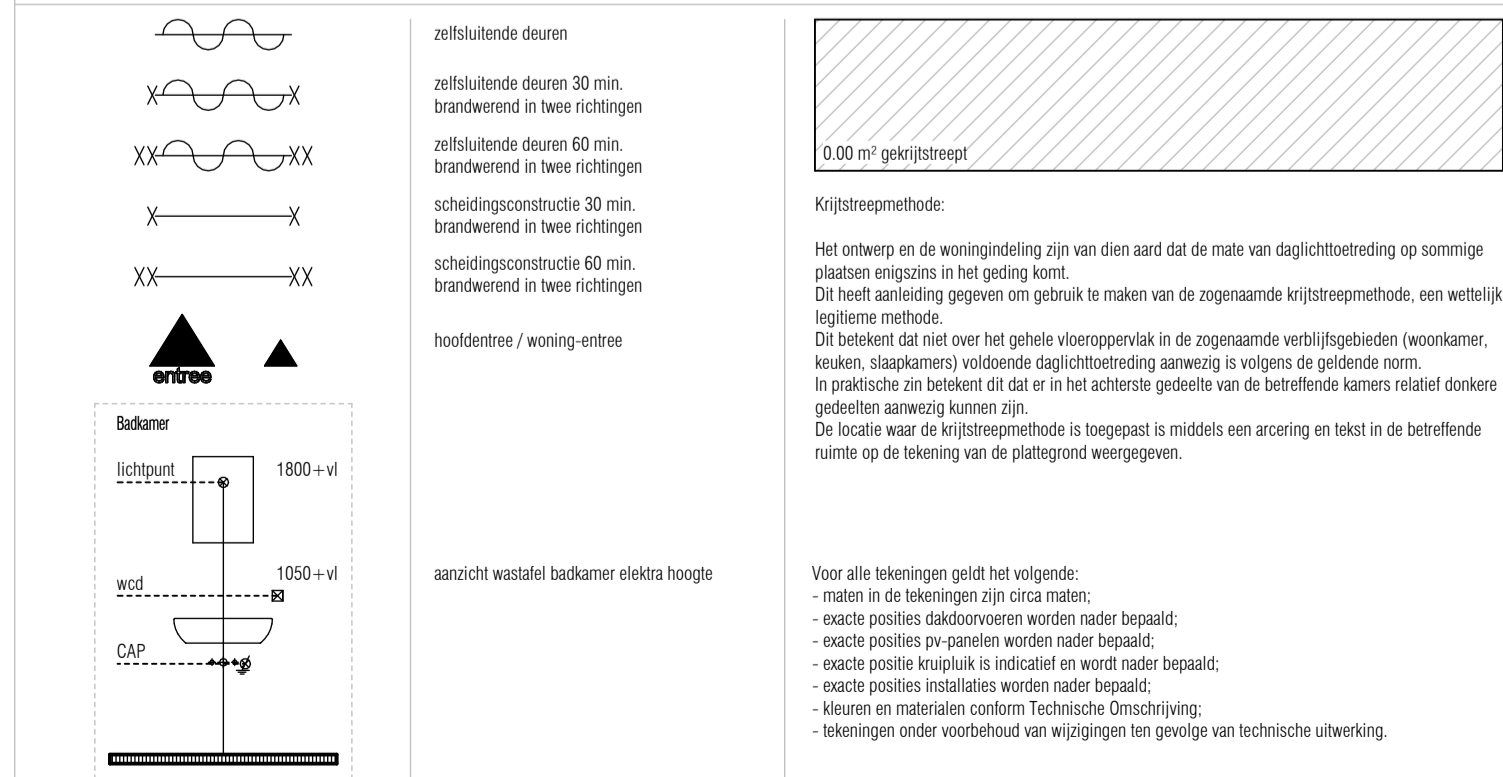 zelfsluitende deuren
X X
zelfsluitende deuren 30 min.
brandwerend in twee richtingen
XX XX
zelfsluitende deuren 60 min.
brandwerend in twee richtingen
X X
scheidingsconstructie 30 min.
brandwerend in twee richtingen
XX XX
scheidingsconstructie 60 min.
brandwerend in twee richtingen
entree
hoofdentree / woning-entree
Badkamer
lichtpunt 1800+vl
wcd 1050+vl
CAP
aanzicht wastafel badkamer elektra hoogte
0.00 m² gekrijtstreept
Krijtstreepmethode:
Het ontwerp en de woningindeling zijn van dien aard dat de mate van daglichttoetreding op sommige
plaatsen enigszins in het geding komt.
Dit heeft aanleiding gegeven om gebruik te maken van de zogenaamde krijtstreepmethode, een wettelijk
legitieme methode.
Dit betekent dat niet over het gehele vloeroppervlak in de zogenaamde verblijfsgebieden (woonkamer,
keuken, slaapkamers) voldoende daglichttoetreding aanwezig is volgens de geldende norm.
In praktische zin betekent dit dat er in het achterste gedeelte van de betreffende kamers relatief donkere
gedeelten aanwezig kunnen zijn.
De locatie waar de krijtstreepmethode is toegepast is middels een arcering en tekst in de betreffende
ruimte op de tekening van de plattegrond weergegeven.
Voor alle tekeningen geldt het volgende:
- maten in de tekeningen zijn circa maten;
- exacte posities dakdoorvoeren worden nader bepaald;
- exacte posities pv-panelen worden nader bepaald;
- exacte positie kruipluik is indicatief en wordt nader bepaald;
- exacte posities installaties worden nader bepaald;
- kleuren en materialen conform Technische Omschrijving;
- tekeningen onder voorbehoud van wijzigingen ten gevolge van technische uitwerking.